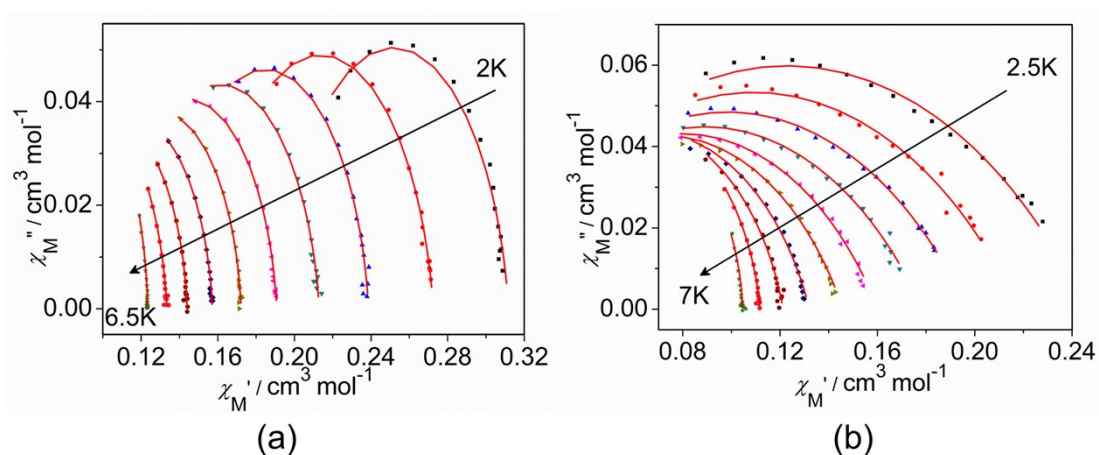 2K
0.04
0.02
0.00
6.5K
0.12 0.16 0.20 0.24 0.28 0.32
χM'' / cm³ mol⁻¹
χM' / cm³ mol⁻¹
(a)
2.5K
0.06
0.04
0.02
0.00
7K
0.08 0.12 0.16 0.20 0.24
χM'' / cm³ mol⁻¹
χM' / cm³ mol⁻¹
(b)